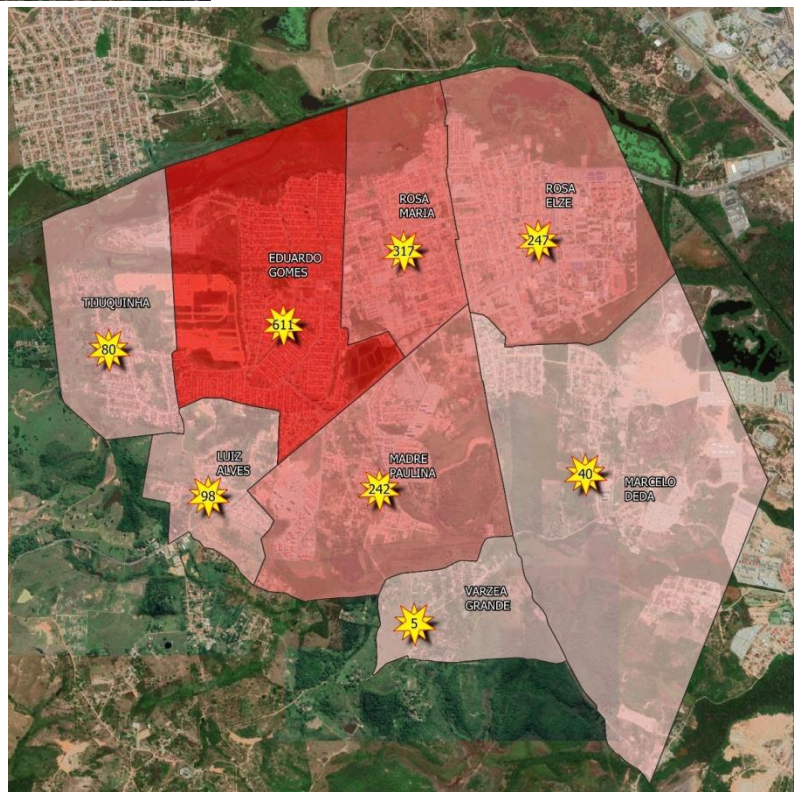 ROSA
MARIA
317
ROSA
ELZE
247
EDUARDO
GOMES
611
TIJUQUINHA
80
LUIZ
ALVES
98
MADRE
PAULINA
242
MARCELO
DEDA
40
VARZEA
GRANDE
5